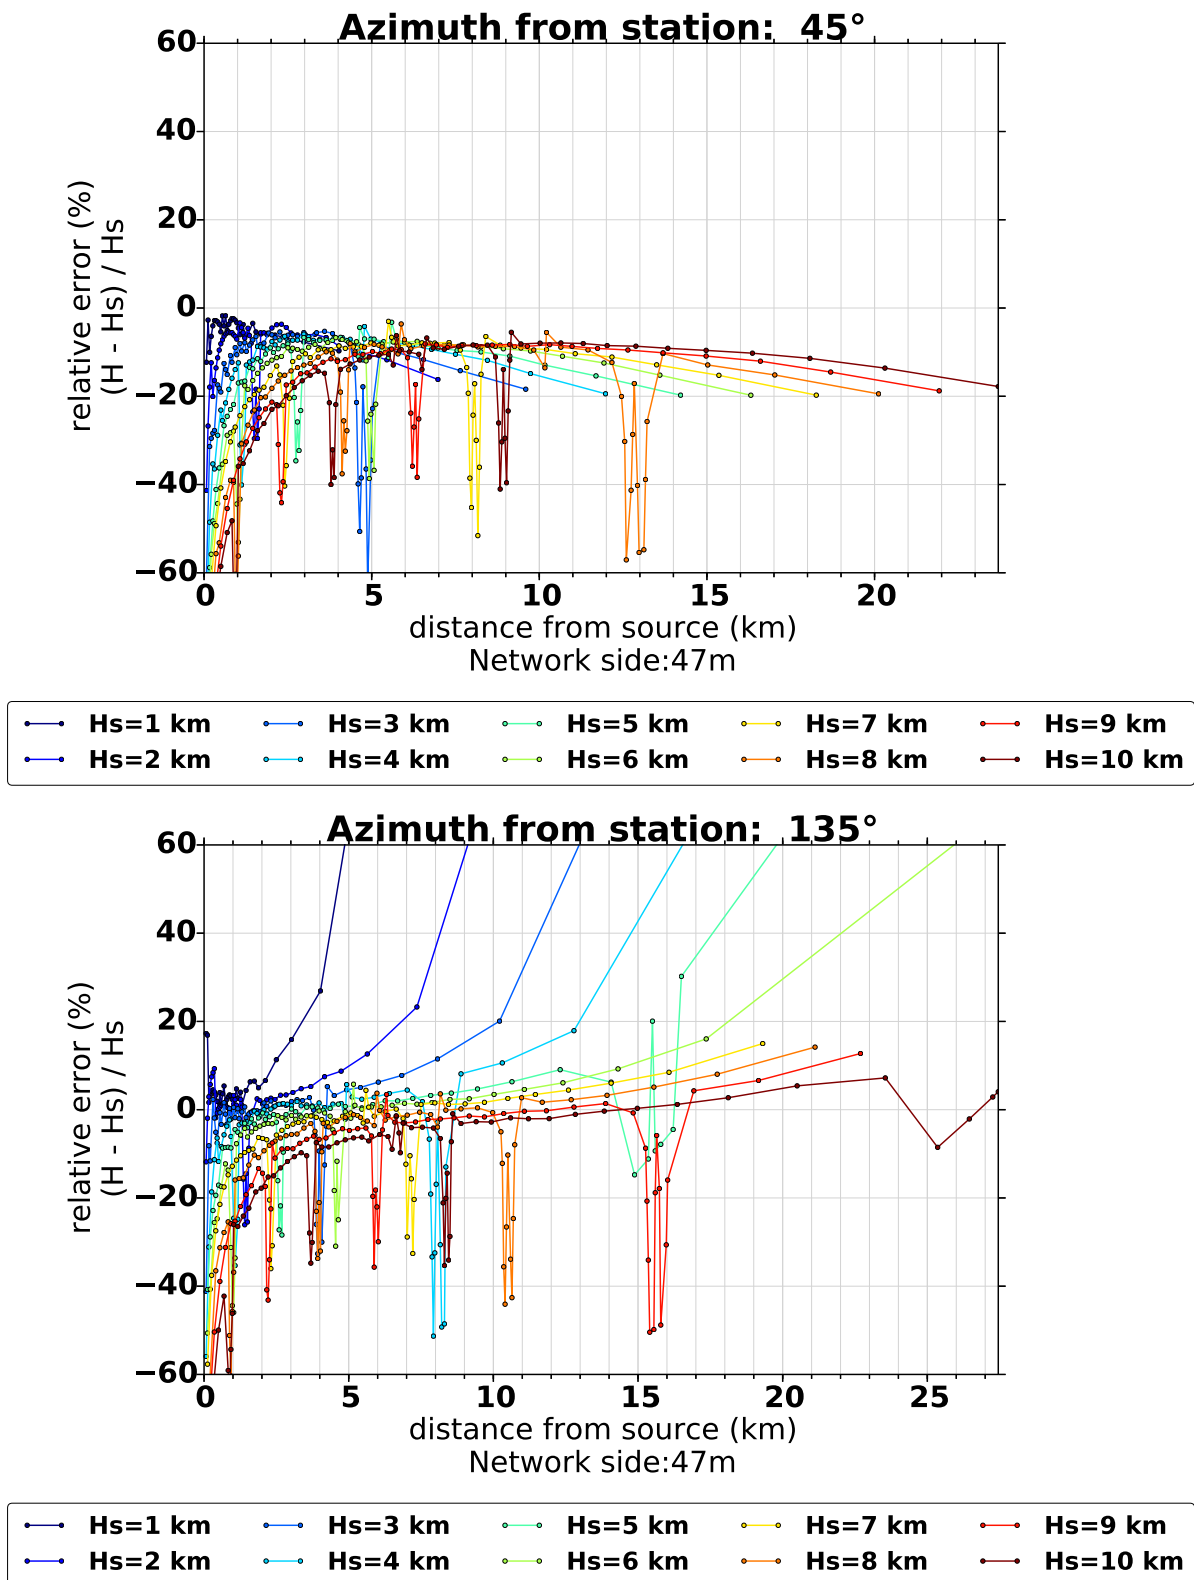 Azimuth from station:  45°
60
40
20
0
−20
−40
−60
relative error (%)
(H - Hs) / Hs
0 5 10 15 20
distance from source (km)
Network side:47m
Hs=1 km Hs=3 km Hs=5 km Hs=7 km Hs=9 km
Hs=2 km Hs=4 km Hs=6 km Hs=8 km Hs=10 km
Azimuth from station:  135°
60
40
20
0
−20
−40
−60
relative error (%)
(H - Hs) / Hs
0 5 10 15 20 25
distance from source (km)
Network side:47m
Hs=1 km Hs=3 km Hs=5 km Hs=7 km Hs=9 km
Hs=2 km Hs=4 km Hs=6 km Hs=8 km Hs=10 km